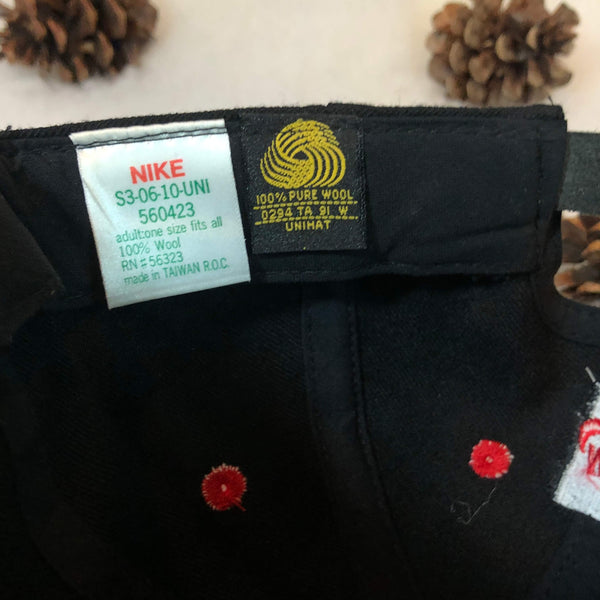 NIKE
S3-06-10-UNI
560423
adult:one size fits all
100% Wool
RN#56323
made in TAIWAN R.O.C.
100% PURE WOOL
0294 TA 91 W
UNIHAT